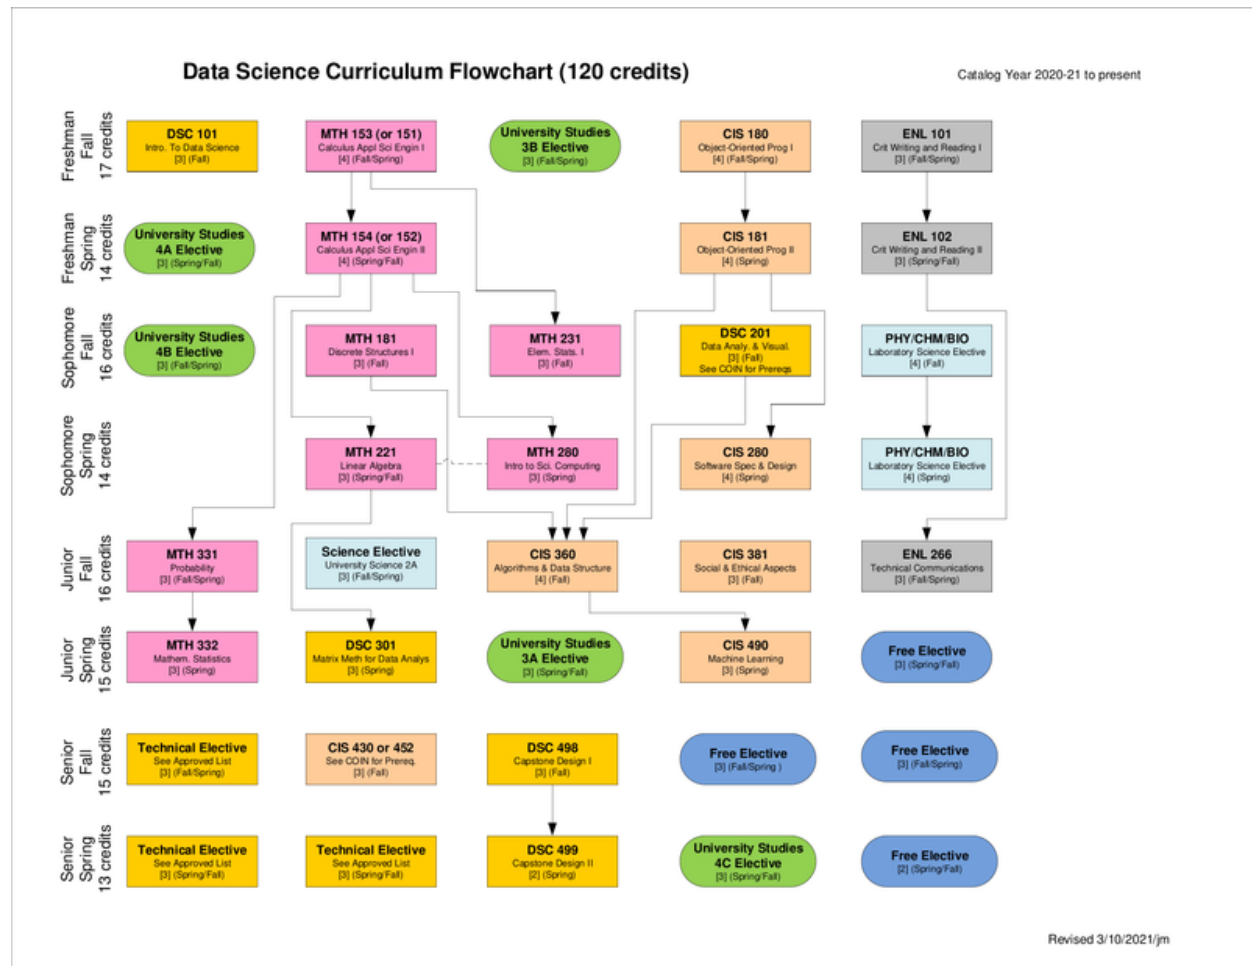 Data Science Curriculum Flowchart (120 credits)
Catalog Year 2020-21 to present
Freshman
Fall
17 credits
DSC 101
Intro. To Data Science
[3] (Fall)
MTH 153 (or 151)
Calculus Appl Sci Engin I
[4] (Fall/Spring)
University Studies
3B Elective
[3] (Fall/Spring)
CIS 180
Object-Oriented Prog I
[4] (Fall/Spring)
ENL 101
Crit Writing and Reading I
[3] (Fall/Spring)
Freshman
Spring
14 credits
University Studies
4A Elective
[3] (Spring/Fall)
MTH 154 (or 152)
Calculus Appl Sci Engin II
[4] (Spring/Fall)
CIS 181
Object-Oriented Prog II
[4] (Spring)
ENL 102
Crit Writing and Reading II
[3] (Spring/Fall)
Sophomore
Fall
16 credits
University Studies
4B Elective
[3] (Fall/Spring)
MTH 181
Discrete Structures I
[3] (Fall)
MTH 231
Elem. Stats. I
[3] (Fall)
DSC 201
Data Analy. & Visual.
[3] (Fall)
See COIN for Prereqs
PHY/CHM/BIO
Laboratory Science Elective
[4] (Fall)
Sophomore
Spring
14 credits
MTH 221
Linear Algebra
[3] (Spring/Fall)
MTH 280
Intro to Sci. Computing
[3] (Spring)
CIS 280
Software Spec & Design
[4] (Spring)
PHY/CHM/BIO
Laboratory Science Elective
[4] (Spring)
Junior
Fall
16 credits
MTH 331
Probability
[3] (Fall/Spring)
Science Elective
University Science 2A
[3] (Fall/Spring)
CIS 360
Algorithms & Data Structure
[4] (Fall)
CIS 381
Social & Ethical Aspects
[3] (Fall)
ENL 266
Technical Communications
[3] (Fall/Spring)
Junior
Spring
15 credits
MTH 332
Mathem. Statistics
[3] (Spring)
DSC 301
Matrix Meth for Data Analys
[3] (Spring)
University Studies
3A Elective
[3] (Spring/Fall)
CIS 490
Machine Learning
[3] (Spring)
Free Elective
[3] (Spring/Fall)
Senior
Fall
15 credits
Technical Elective
See Approved List
[3] (Fall/Spring)
CIS 430 or 452
See COIN for Prereq.
[3] (Fall)
DSC 498
Capstone Design I
[3] (Fall)
Free Elective
[3] (Fall/Spring )
Free Elective
[3] (Fall/Spring)
Senior
Spring
13 credits
Technical Elective
See Approved List
[3] (Spring/Fall)
Technical Elective
See Approved List
[3] (Spring/Fall)
DSC 499
Capstone Design II
[2] (Spring)
University Studies
4C Elective
[3] (Spring/Fall)
Free Elective
[2] (Spring/Fall)
Revised 3/10/2021/jm